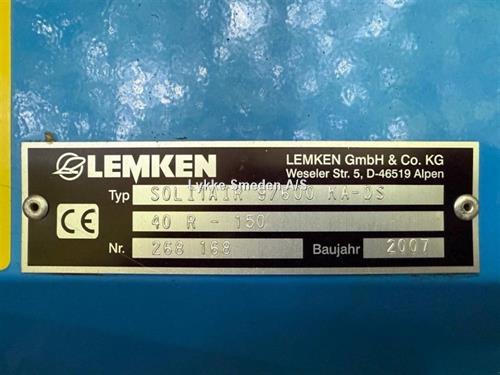 LEMKEN
LEMKEN GmbH & Co. KG
Weseler Str. 5, D-46519 Alpen
Lykke Smeden A/S
Typ SOLITAIR 9/600 KA-DS
40 R - 150
CE
Nr. 268 168 Baujahr 2007